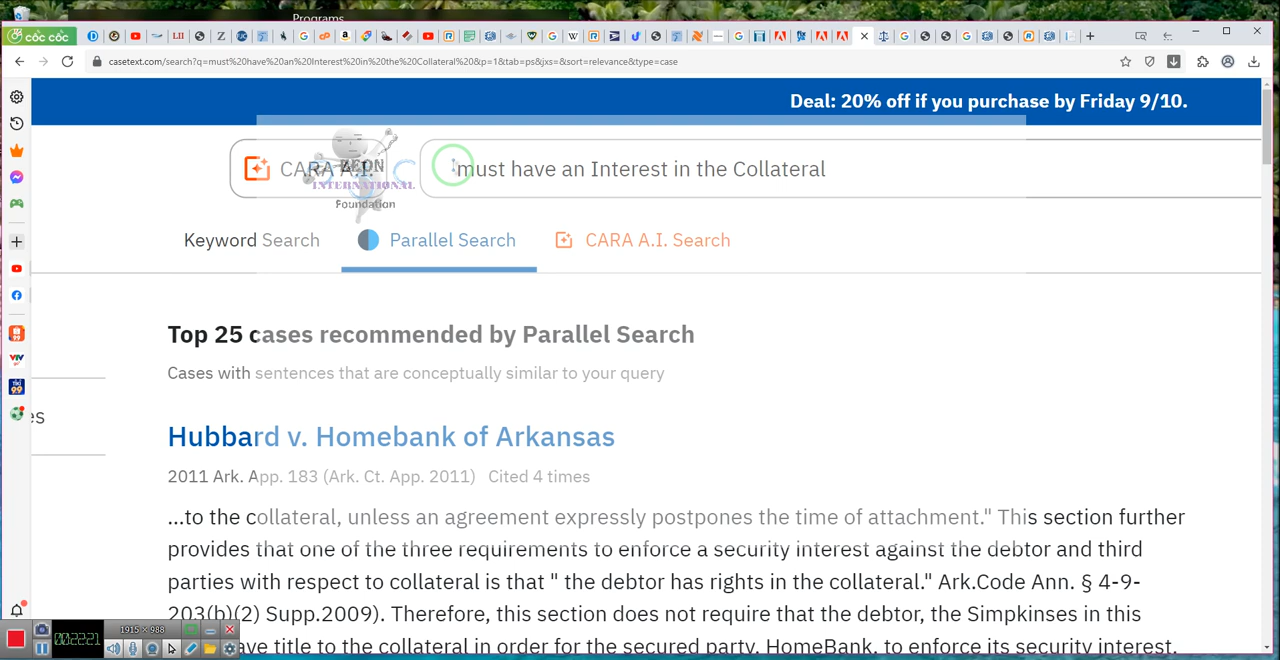 Programs
cốc cốc
casetext.com/search?q=must%20have%20an%20Interest%20in%20the%20Collateral%20&p=1&tab=ps&jxs=&sort=relevance&type=case
Deal: 20% off if you purchase by Friday 9/10.
CARA A.I.
must have an Interest in the Collateral
ZEON
INTERNATIONAL
Foundation
Keyword Search
Parallel Search
CARA A.I. Search
Top 25 cases recommended by Parallel Search
Cases with sentences that are conceptually similar to your query
es
Hubbard v. Homebank of Arkansas
2011 Ark. App. 183 (Ark. Ct. App. 2011) Cited 4 times
...to the collateral, unless an agreement expressly postpones the time of attachment." This section further
provides that one of the three requirements to enforce a security interest against the debtor and third
parties with respect to collateral is that " the debtor has rights in the collateral." Ark.Code Ann. § 4-9-
203(b)(2) Supp.2009). Therefore, this section does not require that the debtor, the Simpkinses in this
ave title to the collateral in order for the secured party, HomeBank, to enforce its security interest.
1915 × 988
00:22:21